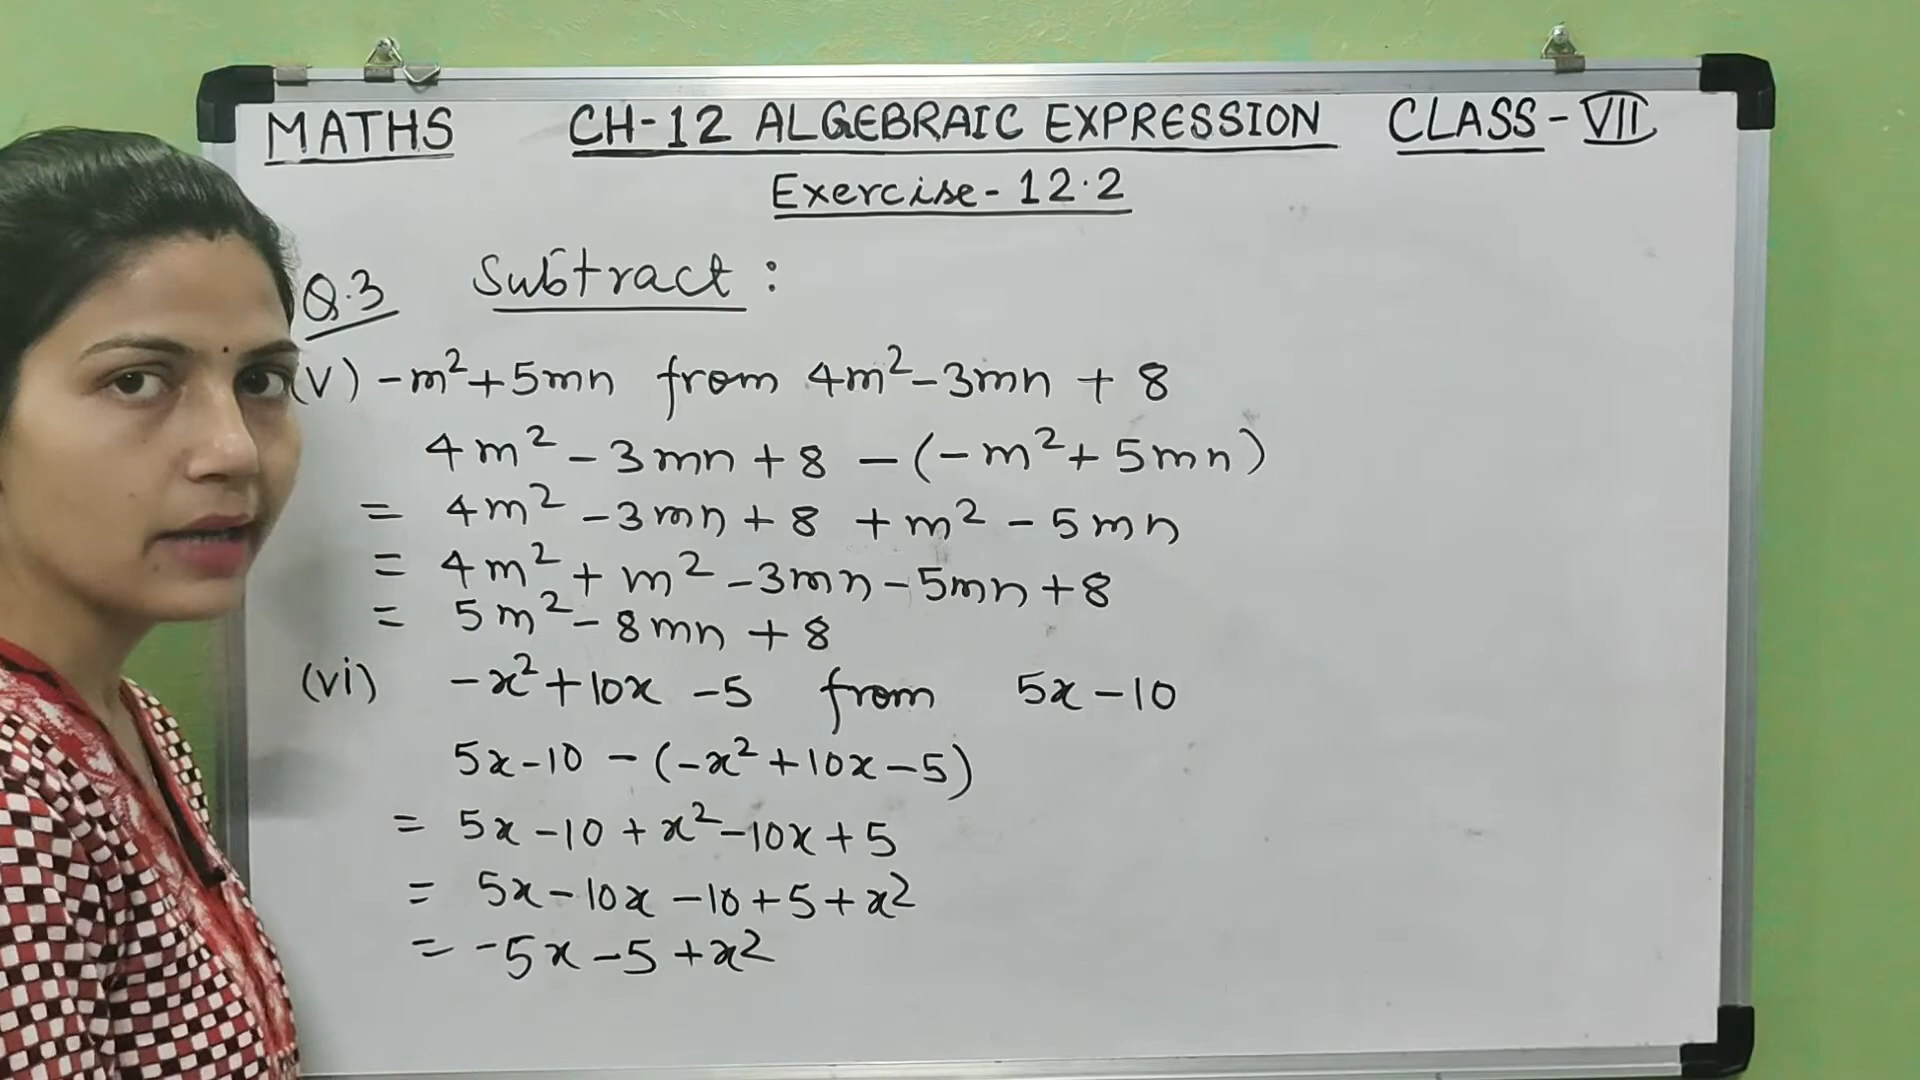 MATHS CH-12 ALGEBRAIC EXPRESSION CLASS-VII
Exercise-12.2
Q.3 Subtract:
(v) -m²+5mn from 4m²-3mn + 8
4m² - 3mn + 8 - (-m² + 5mn)
= 4m² - 3mn + 8 + m² - 5mn
= 4m² + m² - 3mn - 5mn + 8
= 5m² - 8mn + 8
(vi) -x² + 10x - 5 from 5x - 10
5x - 10 - (-x² + 10x - 5)
= 5x - 10 + x² - 10x + 5
= 5x - 10x - 10 + 5 + x²
= -5x - 5 + x²